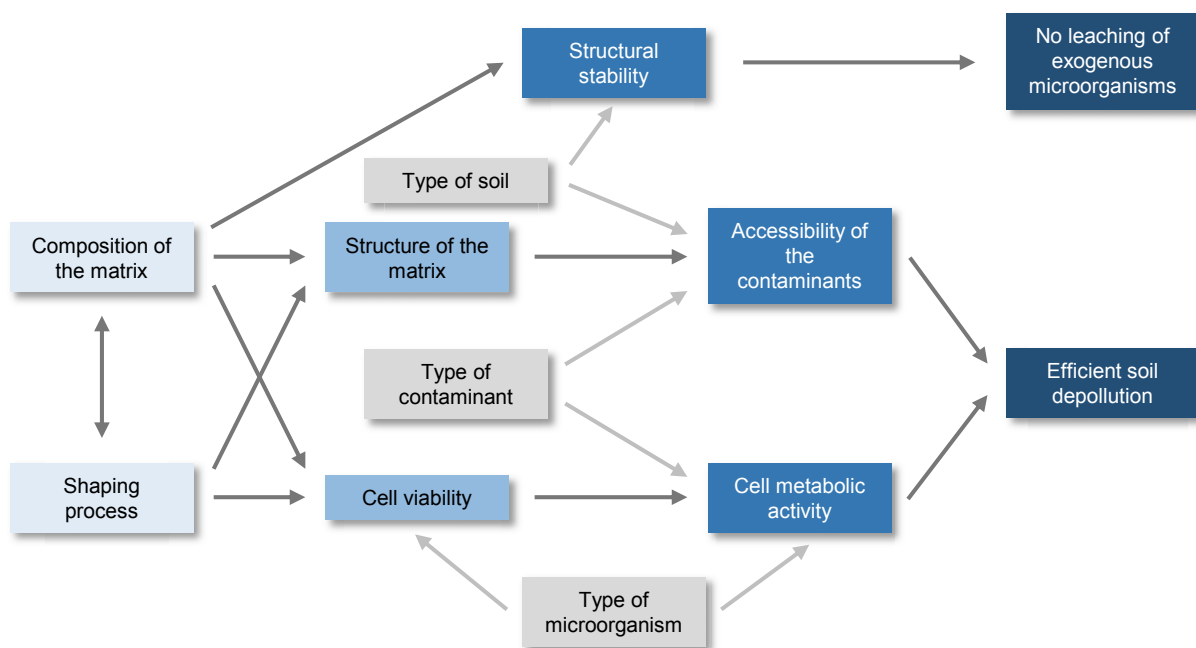 Structural
stability
No leaching of
exogenous
microorganisms
Type of soil
Composition of
the matrix
Structure of the
matrix
Accessibility of
the
contaminants
Type of
contaminant
Efficient soil
depollution
Shaping
process
Cell viability
Cell metabolic
activity
Type of
microorganism